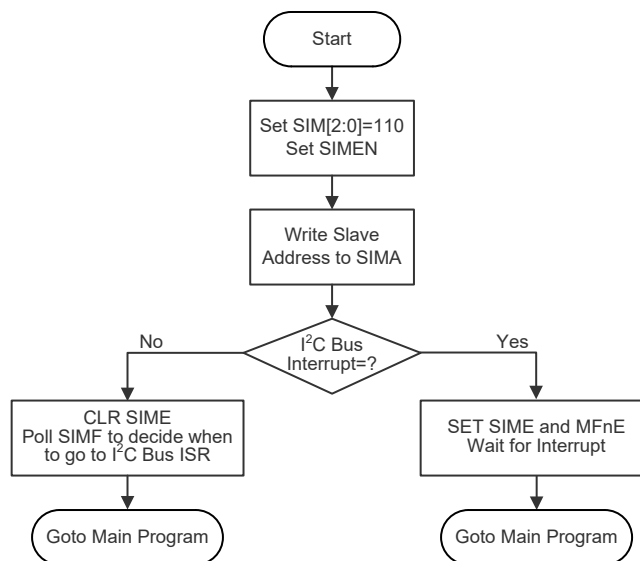 Start
Set SIM[2:0]=110
Set SIMEN
Write Slave
Address to SIMA
I²C Bus
Interrupt=?
No
Yes
CLR SIME
Poll SIMF to decide when
to go to I²C Bus ISR
SET SIME and MFnE
Wait for Interrupt
Goto Main Program
Goto Main Program